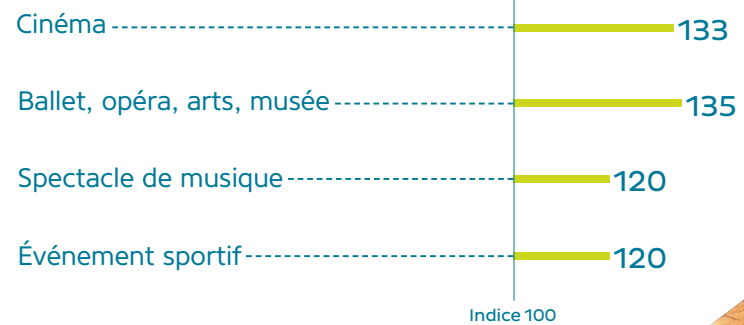 Cinéma 133
Ballet, opéra, arts, musée 135
Spectacle de musique 120
Événement sportif 120
Indice 100